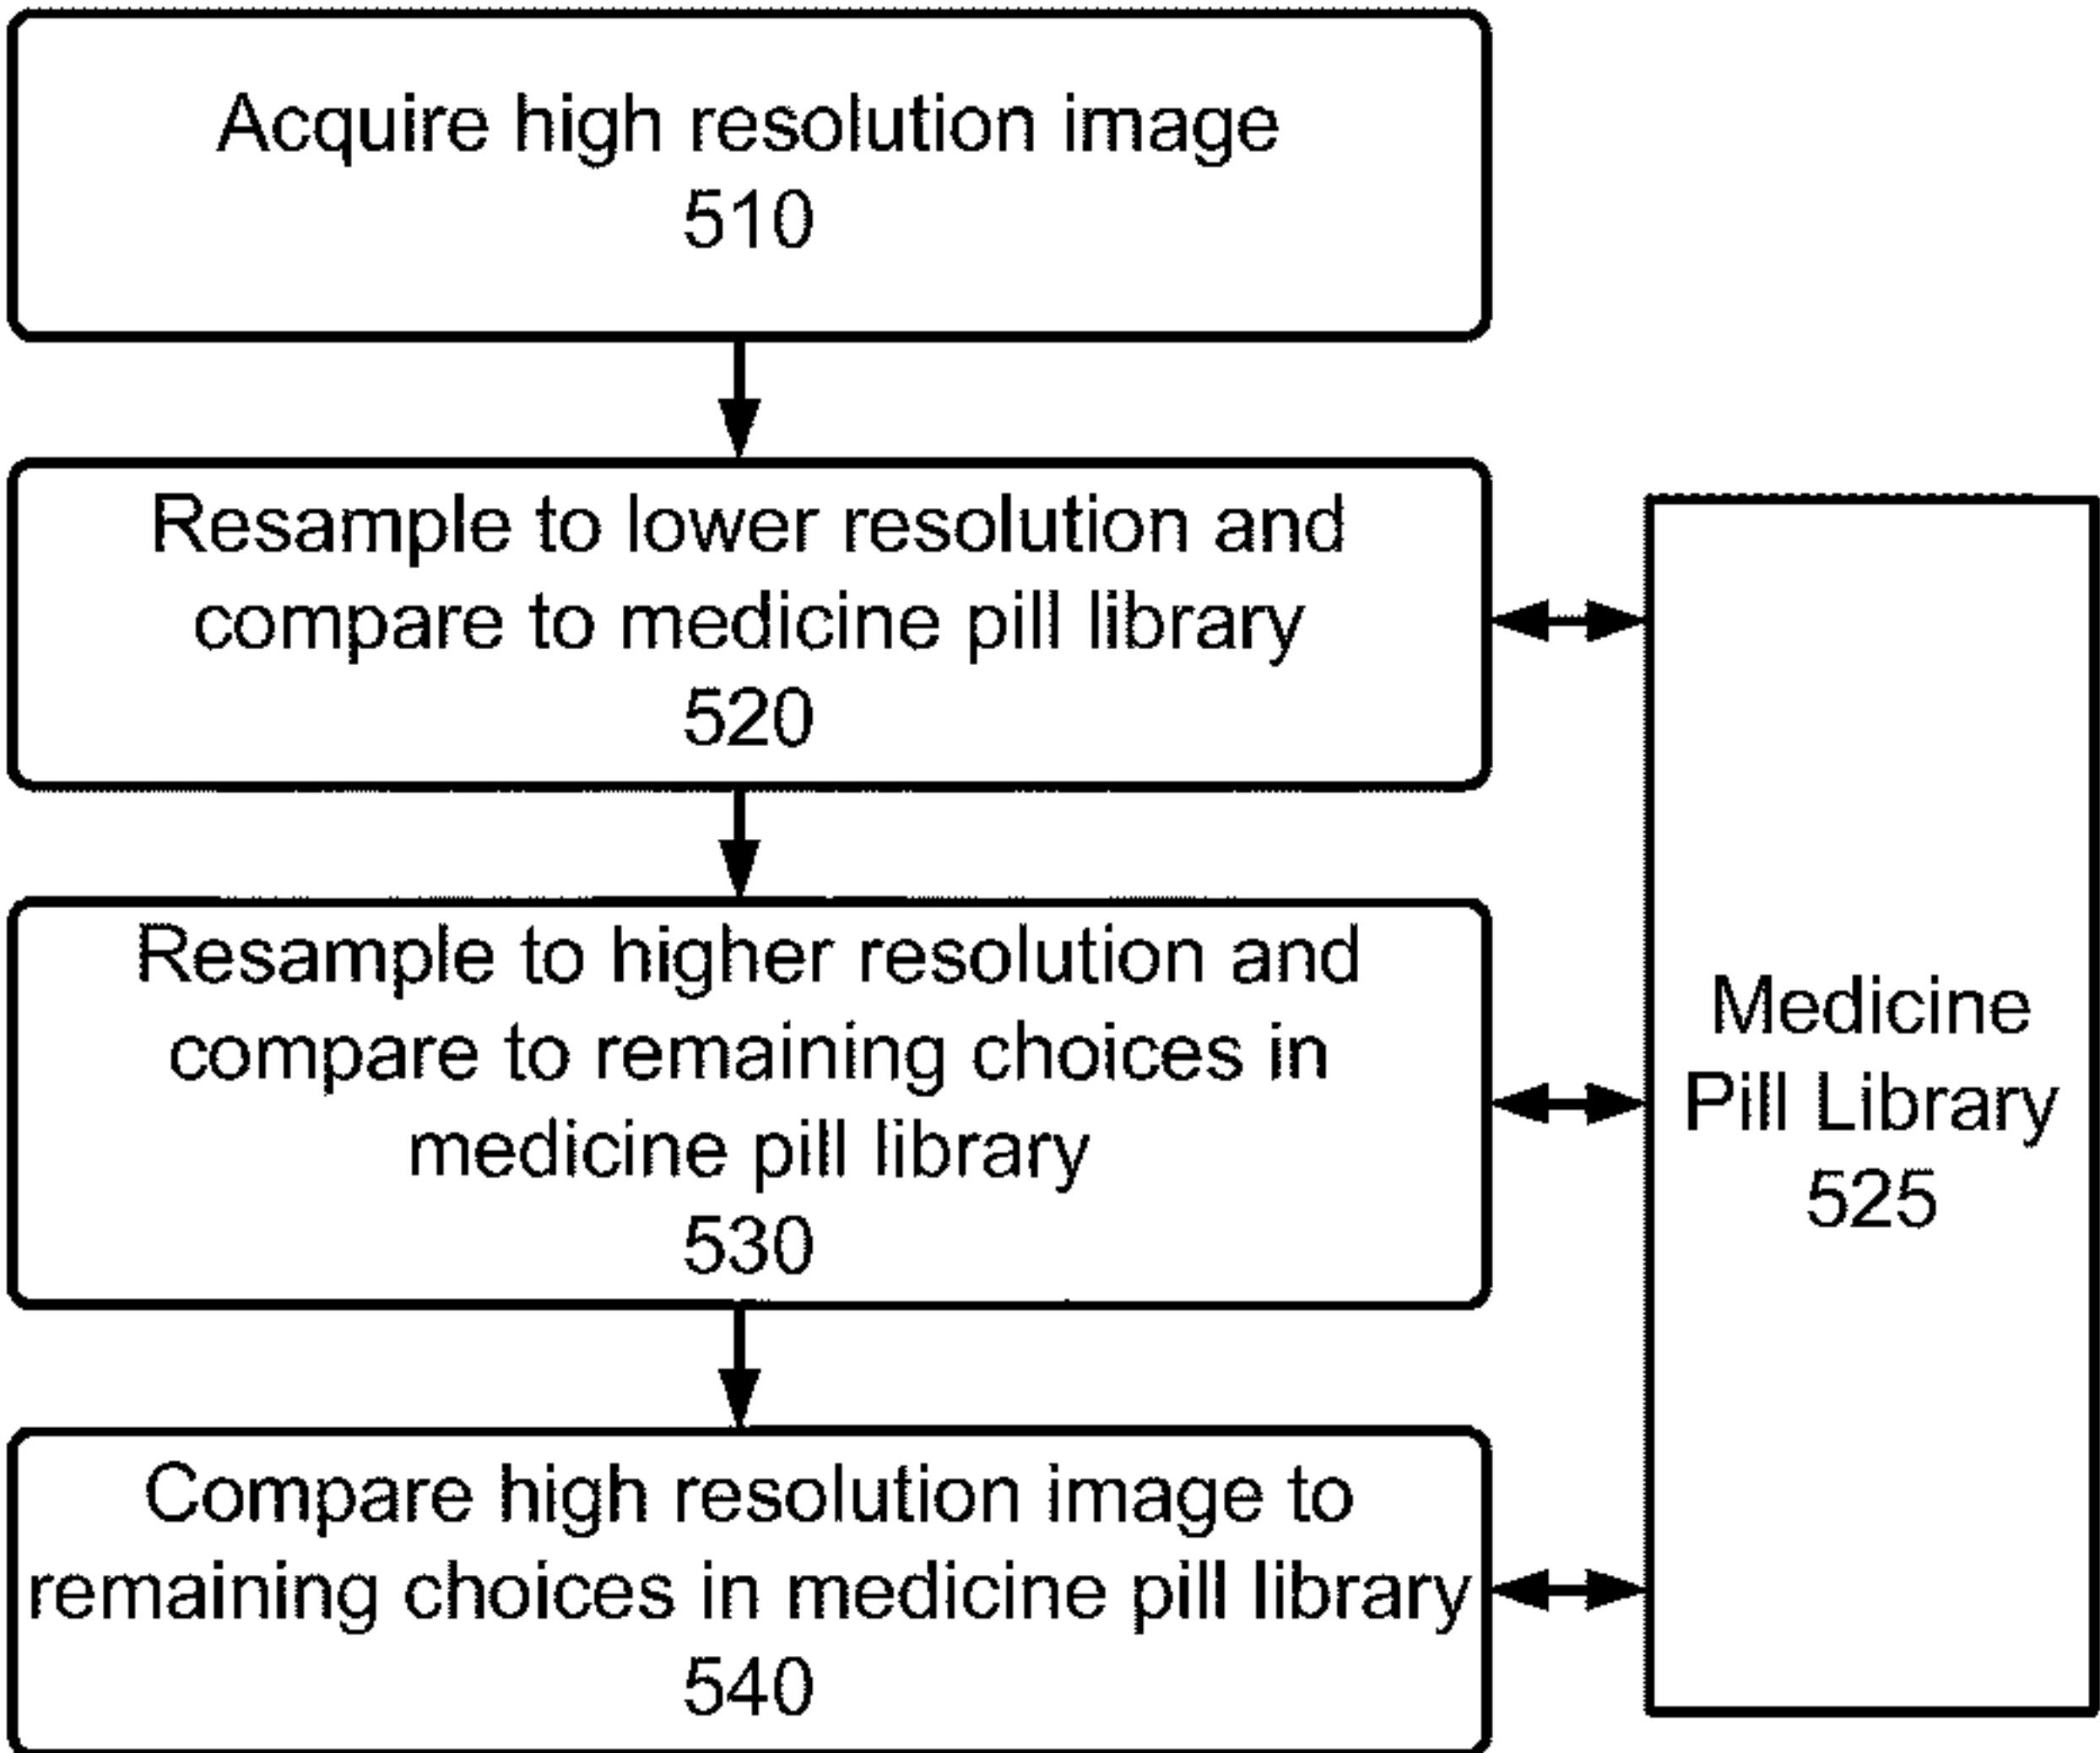 Acquire high resolution image
510
Resample to lower resolution and
compare to medicine pill library
520
Resample to higher resolution and
compare to remaining choices in
medicine pill library
530
Compare high resolution image to
remaining choices in medicine pill library
540
Medicine
Pill Library
525